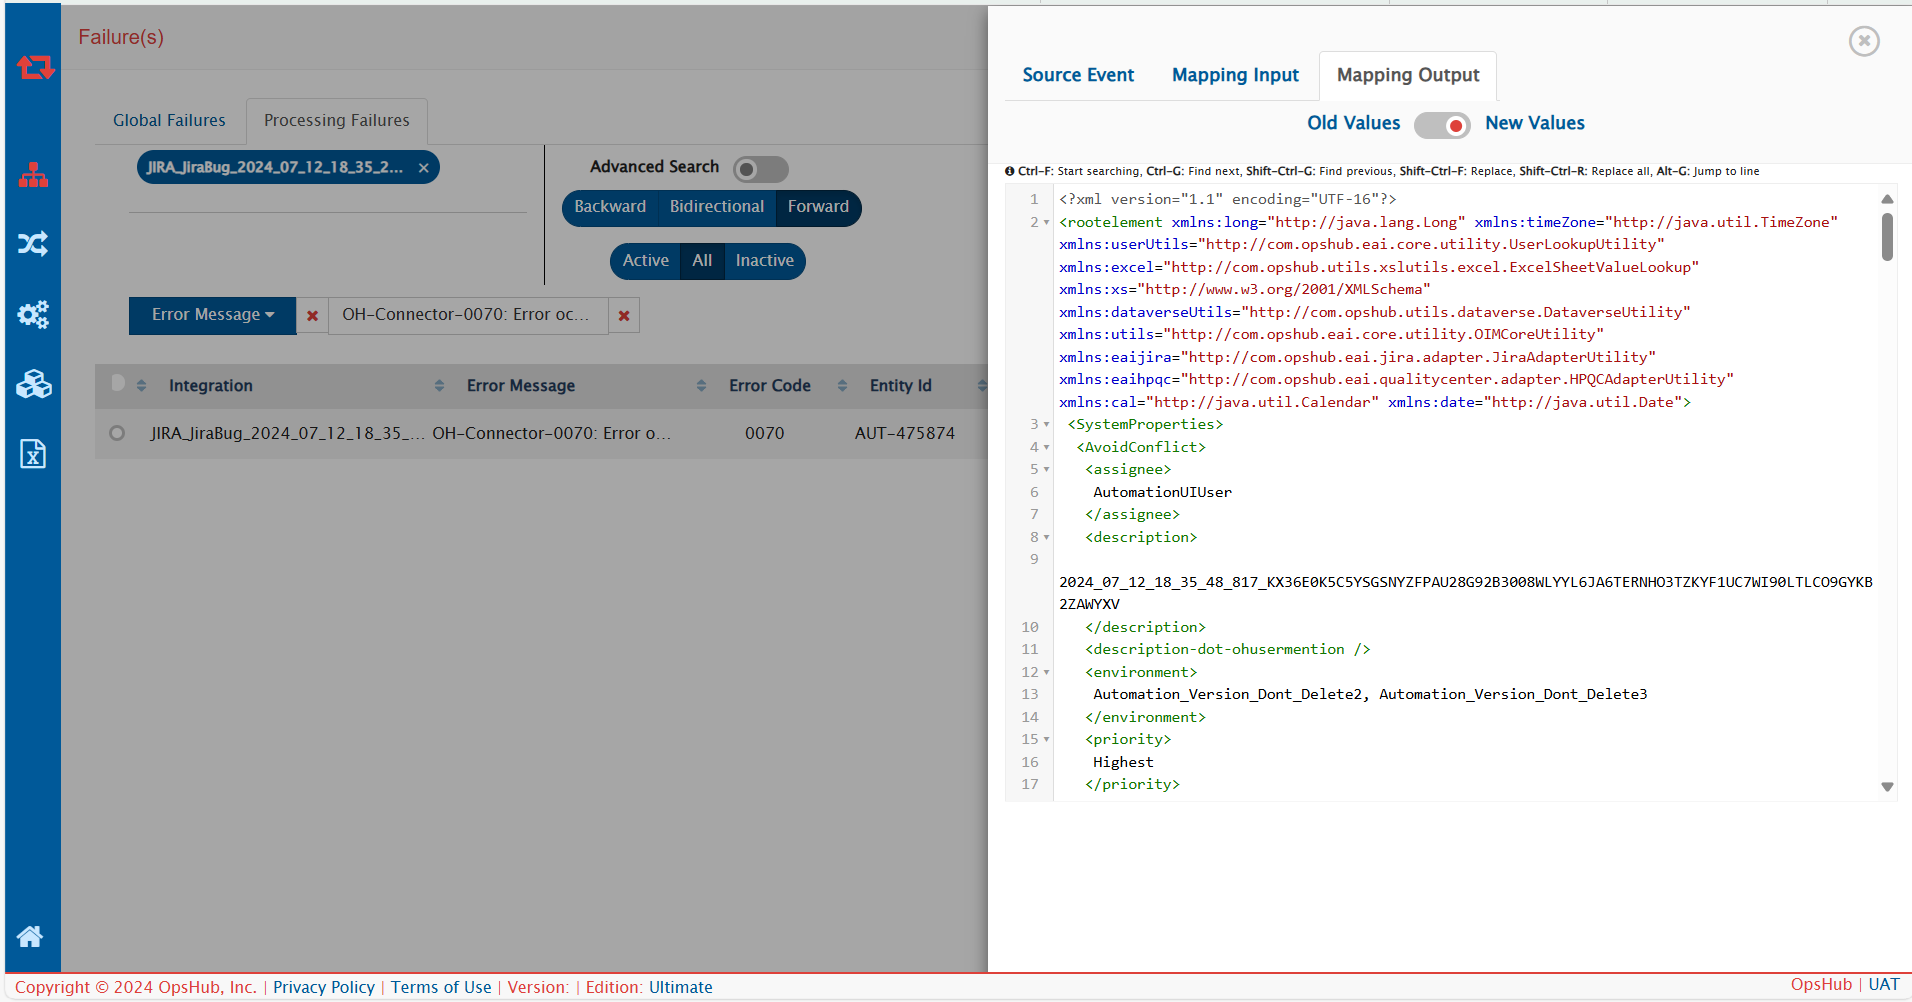 Failure(s)
Global Failures
Processing Failures
JIRA_JiraBug_2024_07_12_18_35_2...
Advanced Search
Backward Bidirectional Forward
Active All Inactive
Error Message
OH-Connector-0070: Error oc...
Integration Error Message Error Code Entity Id
JIRA_JiraBug_2024_07_12_18_35_... OH-Connector-0070: Error o... 0070 AUT-475874
Source Event Mapping Input Mapping Output
Old Values New Values
Ctrl-F: Start searching, Ctrl-G: Find next, Shift-Ctrl-G: Find previous, Shift-Ctrl-F: Replace, Shift-Ctrl-R: Replace all, Alt-G: Jump to line
1 <?xml version="1.1" encoding="UTF-16"?>
2 <rootelement xmlns:long="http://java.lang.Long" xmlns:timeZone="http://java.util.TimeZone"
xmlns:userUtils="http://com.opshub.eai.core.utility.UserLookupUtility"
xmlns:excel="http://com.opshub.utils.xslutils.excel.ExcelSheetValueLookup"
xmlns:xs="http://www.w3.org/2001/XMLSchema"
xmlns:dataverseUtils="http://com.opshub.utils.dataverse.DataverseUtility"
xmlns:utils="http://com.opshub.eai.core.utility.OIMCoreUtility"
xmlns:eaijira="http://com.opshub.eai.jira.adapter.JiraAdapterUtility"
xmlns:eaihpqc="http://com.opshub.eai.qualitycenter.adapter.HPQCAdapterUtility"
xmlns:cal="http://java.util.Calendar" xmlns:date="http://java.util.Date">
3 <SystemProperties>
4 <AvoidConflict>
5 <assignee>
6 AutomationUIUser
7 </assignee>
8 <description>
9
2024_07_12_18_35_48_817_KX36E0K5C5YSGSNYZFPAU28G92B3008WLYYL6JA6TERNHO3TZKYF1UC7WI90LTLCO9GYKB
2ZAWYXV
10 </description>
11 <description-dot-ohusermention />
12 <environment>
13 Automation_Version_Dont_Delete2, Automation_Version_Dont_Delete3
14 </environment>
15 <priority>
16 Highest
17 </priority>
Copyright © 2024 OpsHub, Inc. | Privacy Policy | Terms of Use | Version: | Edition: Ultimate
OpsHub | UAT